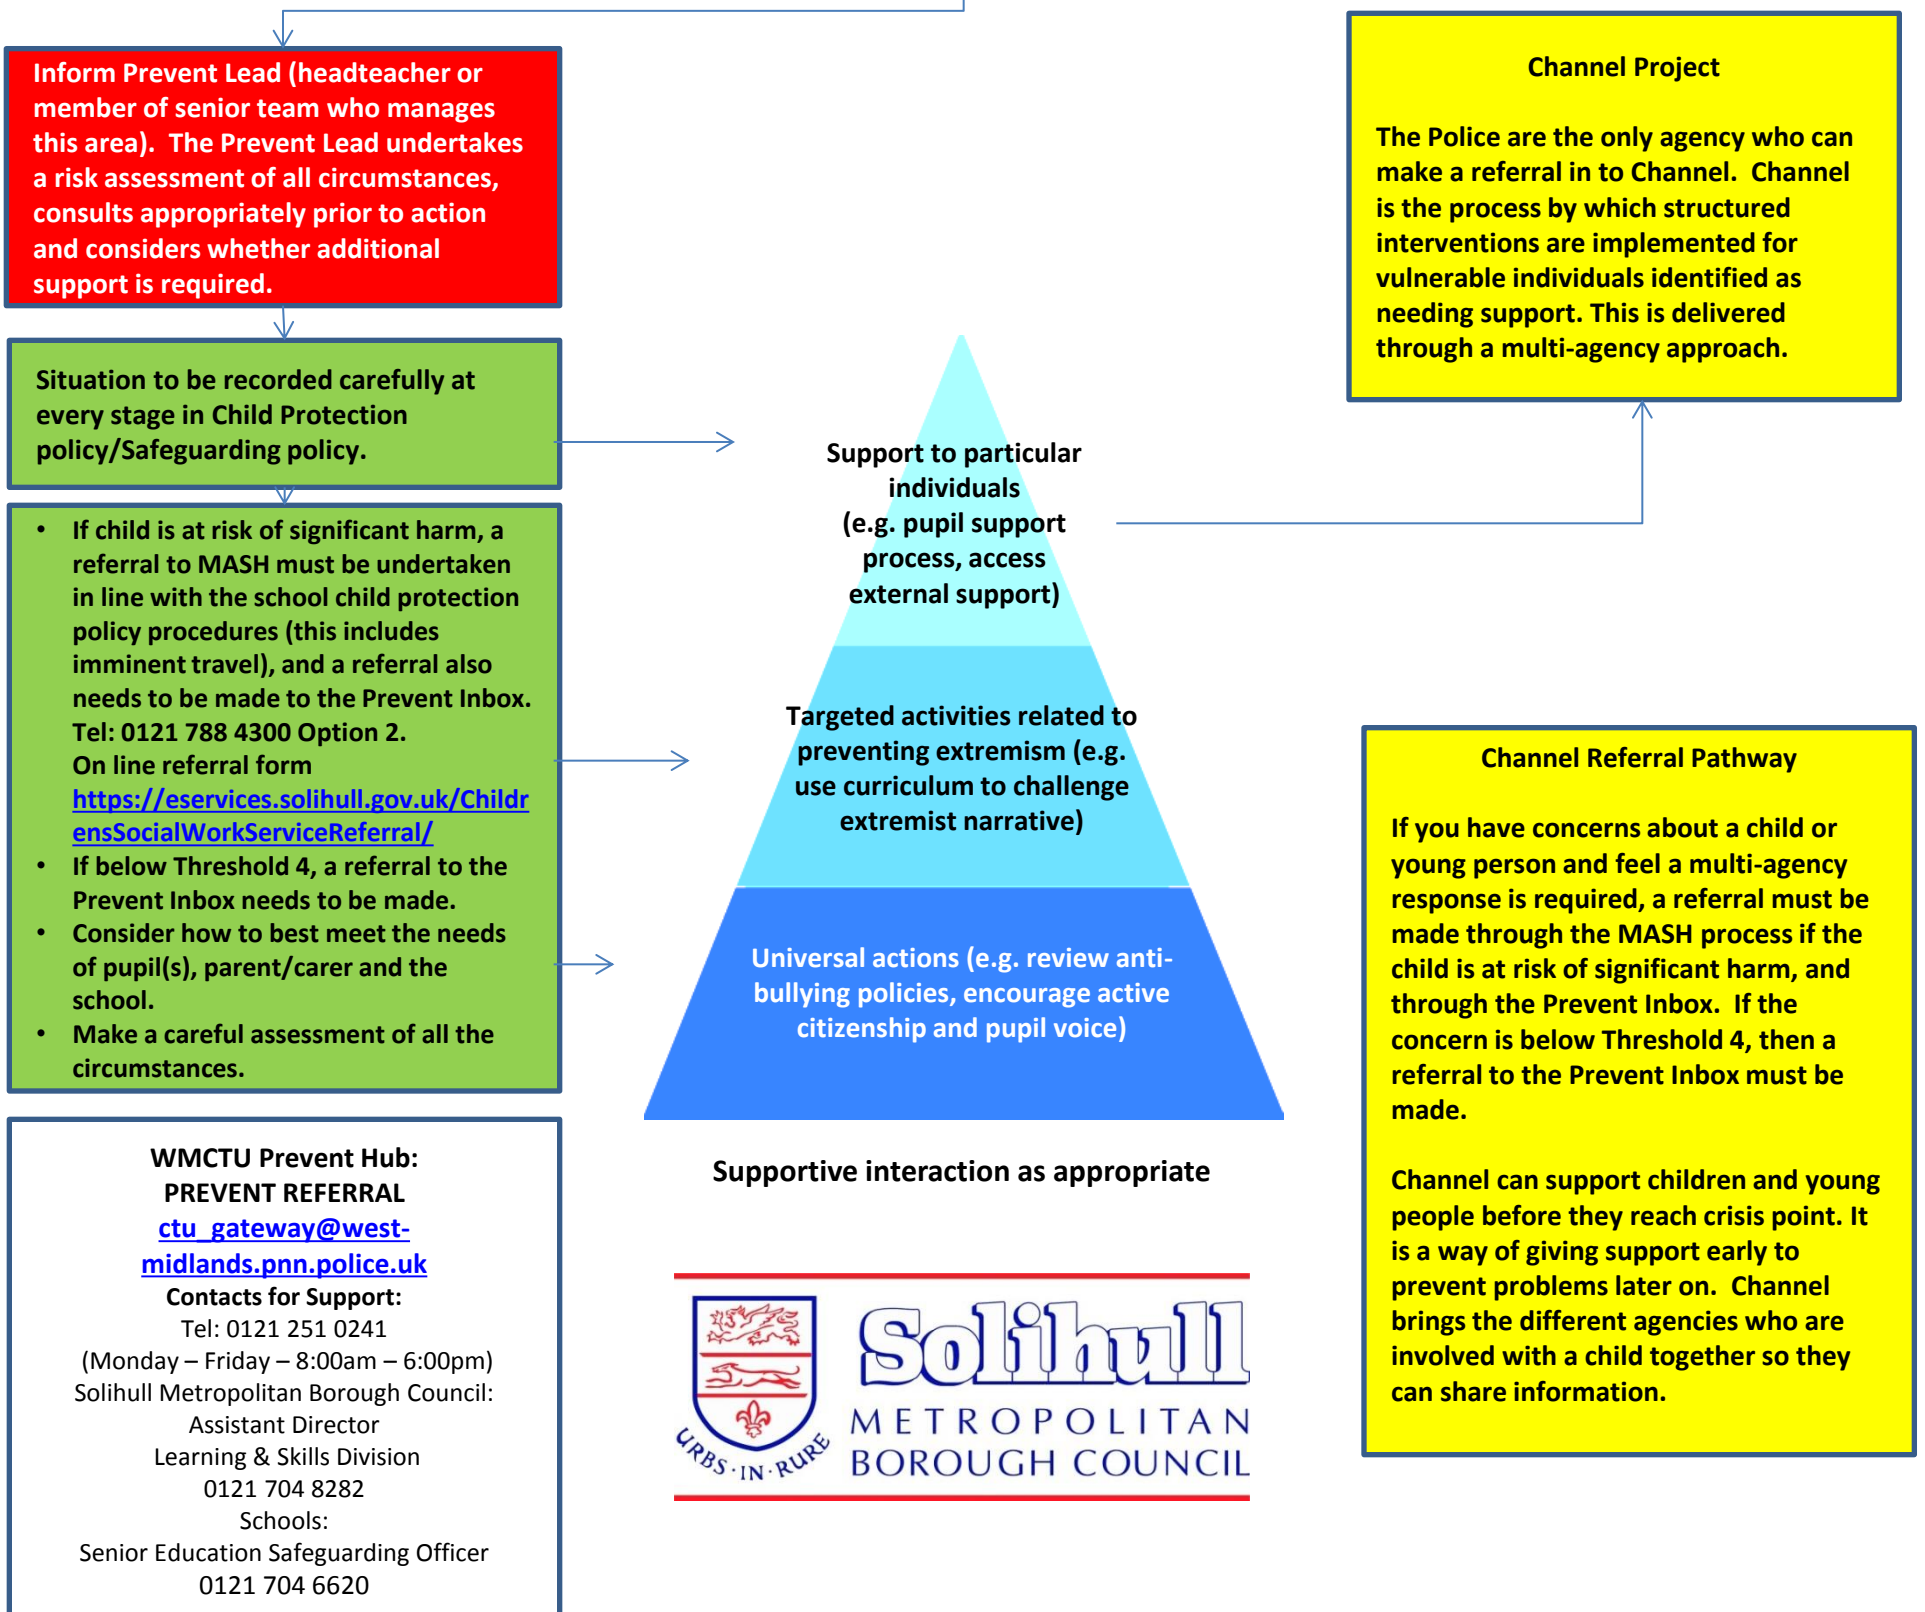 Inform Prevent Lead (headteacher or
member of senior team who manages
this area).  The Prevent Lead undertakes
a risk assessment of all circumstances,
consults appropriately prior to action
and considers whether additional
support is required.
Situation to be recorded carefully at
every stage in Child Protection
policy/Safeguarding policy.
• If child is at risk of significant harm, a
referral to MASH must be undertaken
in line with the school child protection
policy procedures (this includes
imminent travel), and a referral also
needs to be made to the Prevent Inbox.
Tel: 0121 788 4300 Option 2.
On line referral form
https://eservices.solihull.gov.uk/Childr
ensSocialWorkServiceReferral/
• If below Threshold 4, a referral to the
Prevent Inbox needs to be made.
• Consider how to best meet the needs
of pupil(s), parent/carer and the
school.
• Make a careful assessment of all the
circumstances.
WMCTU Prevent Hub:
PREVENT REFERRAL
ctu_gateway@west-
midlands.pnn.police.uk
Contacts for Support:
Tel: 0121 251 0241
(Monday – Friday – 8:00am – 6:00pm)
Solihull Metropolitan Borough Council:
Assistant Director
Learning & Skills Division
0121 704 8282
Schools:
Senior Education Safeguarding Officer
0121 704 6620
Support to particular
individuals
(e.g. pupil support
process, access
external support)
Targeted activities related to
preventing extremism (e.g.
use curriculum to challenge
extremist narrative)
Universal actions (e.g. review anti-
bullying policies, encourage active
citizenship and pupil voice)
Supportive interaction as appropriate
URBS·IN·RURE
Solihull
METROPOLITAN
BOROUGH COUNCIL
Channel Project
The Police are the only agency who can
make a referral in to Channel.  Channel
is the process by which structured
interventions are implemented for
vulnerable individuals identified as
needing support. This is delivered
through a multi-agency approach.
Channel Referral Pathway
If you have concerns about a child or
young person and feel a multi-agency
response is required, a referral must be
made through the MASH process if the
child is at risk of significant harm, and
through the Prevent Inbox.  If the
concern is below Threshold 4, then a
referral to the Prevent Inbox must be
made.
Channel can support children and young
people before they reach crisis point. It
is a way of giving support early to
prevent problems later on.  Channel
brings the different agencies who are
involved with a child together so they
can share information.